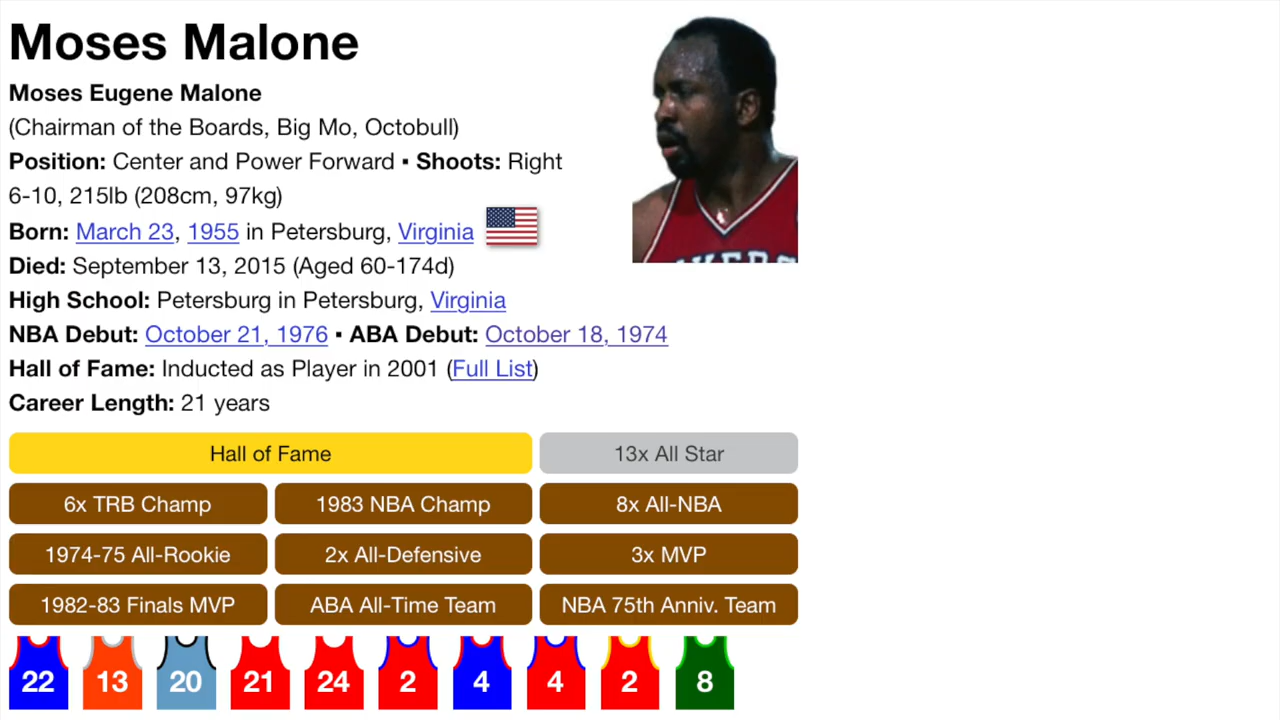 Moses Malone
Moses Eugene Malone
(Chairman of the Boards, Big Mo, Octobull)
Position: Center and Power Forward ▪ Shoots: Right
6-10, 215lb (208cm, 97kg)
Born: March 23, 1955 in Petersburg, Virginia
Died: September 13, 2015 (Aged 60-174d)
High School: Petersburg in Petersburg, Virginia
NBA Debut: October 21, 1976 ▪ ABA Debut: October 18, 1974
Hall of Fame: Inducted as Player in 2001 (Full List)
Career Length: 21 years
Hall of Fame 13x All Star
6x TRB Champ 1983 NBA Champ 8x All-NBA
1974-75 All-Rookie 2x All-Defensive 3x MVP
1982-83 Finals MVP ABA All-Time Team NBA 75th Anniv. Team
22 13 20 21 24 2 4 4 2 8